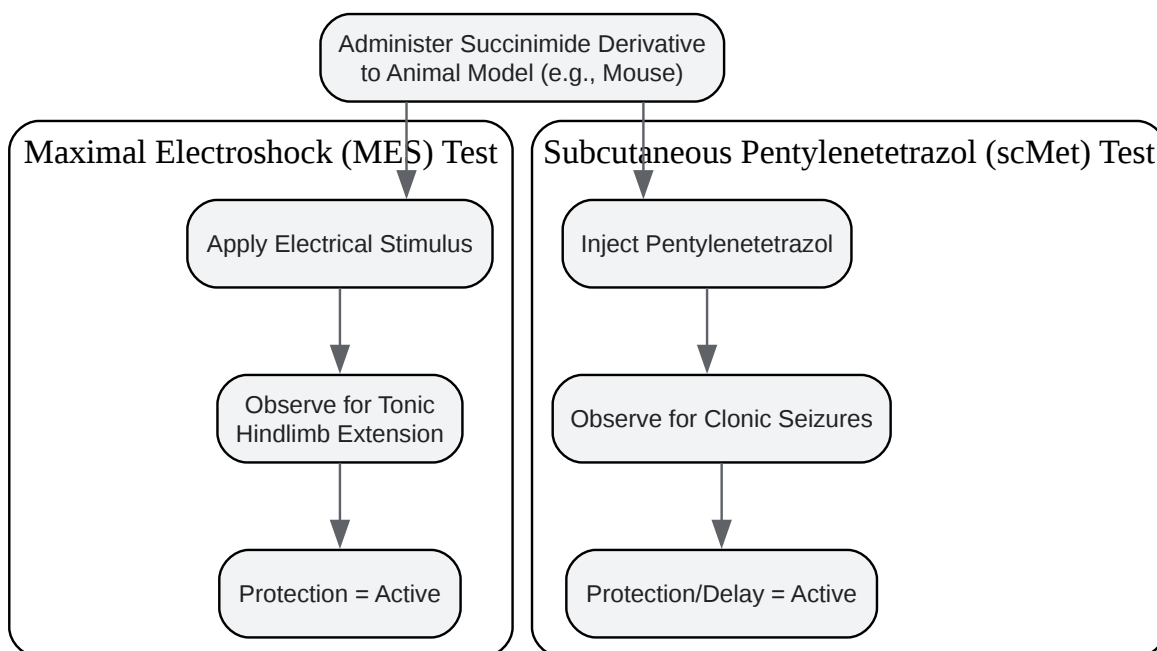 Administer Succinimide Derivative
to Animal Model (e.g., Mouse)
Maximal Electroshock (MES) Test
Apply Electrical Stimulus
Observe for Tonic
Hindlimb Extension
Protection = Active
Subcutaneous Pentylenetetrazol (scMet) Test
Inject Pentylenetetrazol
Observe for Clonic Seizures
Protection/Delay = Active